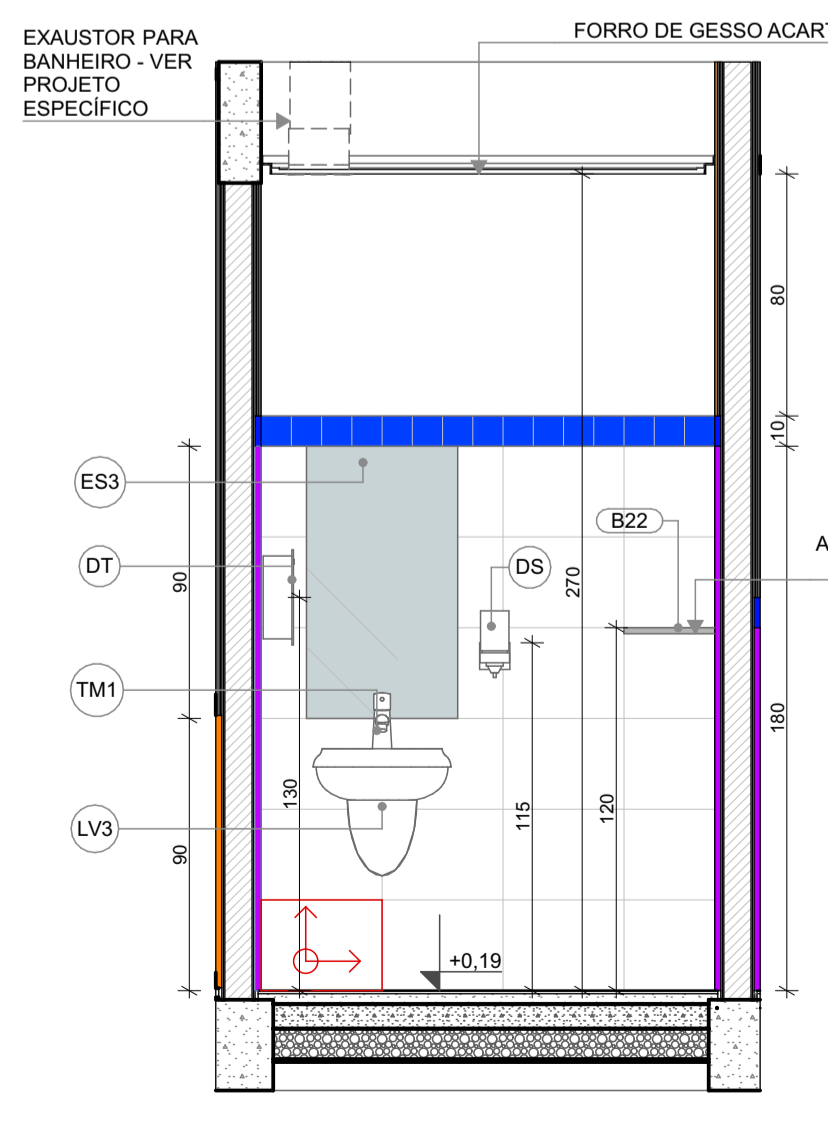 EXAUSTOR PARA
BANHEIRO - VER
PROJETO
ESPECÍFICO
FORRO DE GESSO ACART
80
10
ES3
B22
A
DT
DS
90
270
TM1
180
130
115
120
LV3
90
+0,19